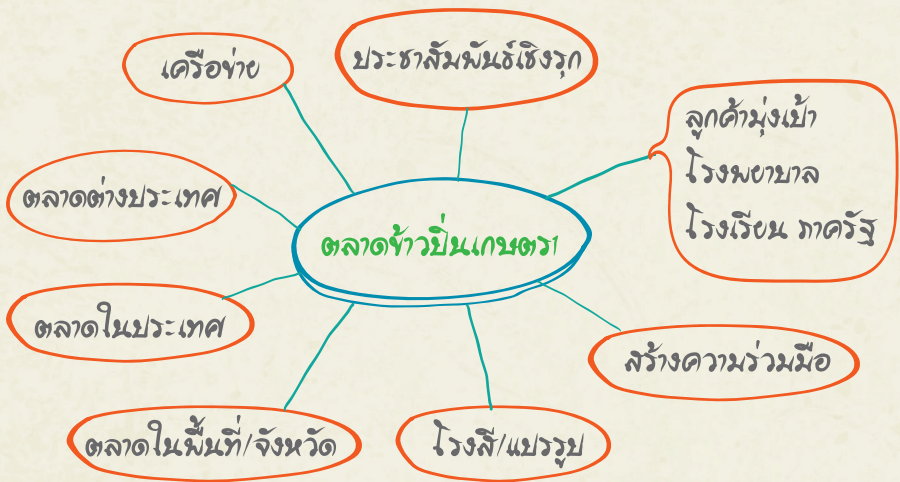 เครือข่าย
ประชาสัมพันธ์เชิงรุก
ลูกค้ามุ่งเป้า
โรงพยาบาล
โรงเรียน ภาครัฐ
ตลาดต่างประเทศ
ตลาดข้าวปิ่นเกษตร1
ตลาดในประเทศ
สร้างความร่วมมือ
ตลาดในพื้นที่/จังหวัด
โรงสี/แปรรูป